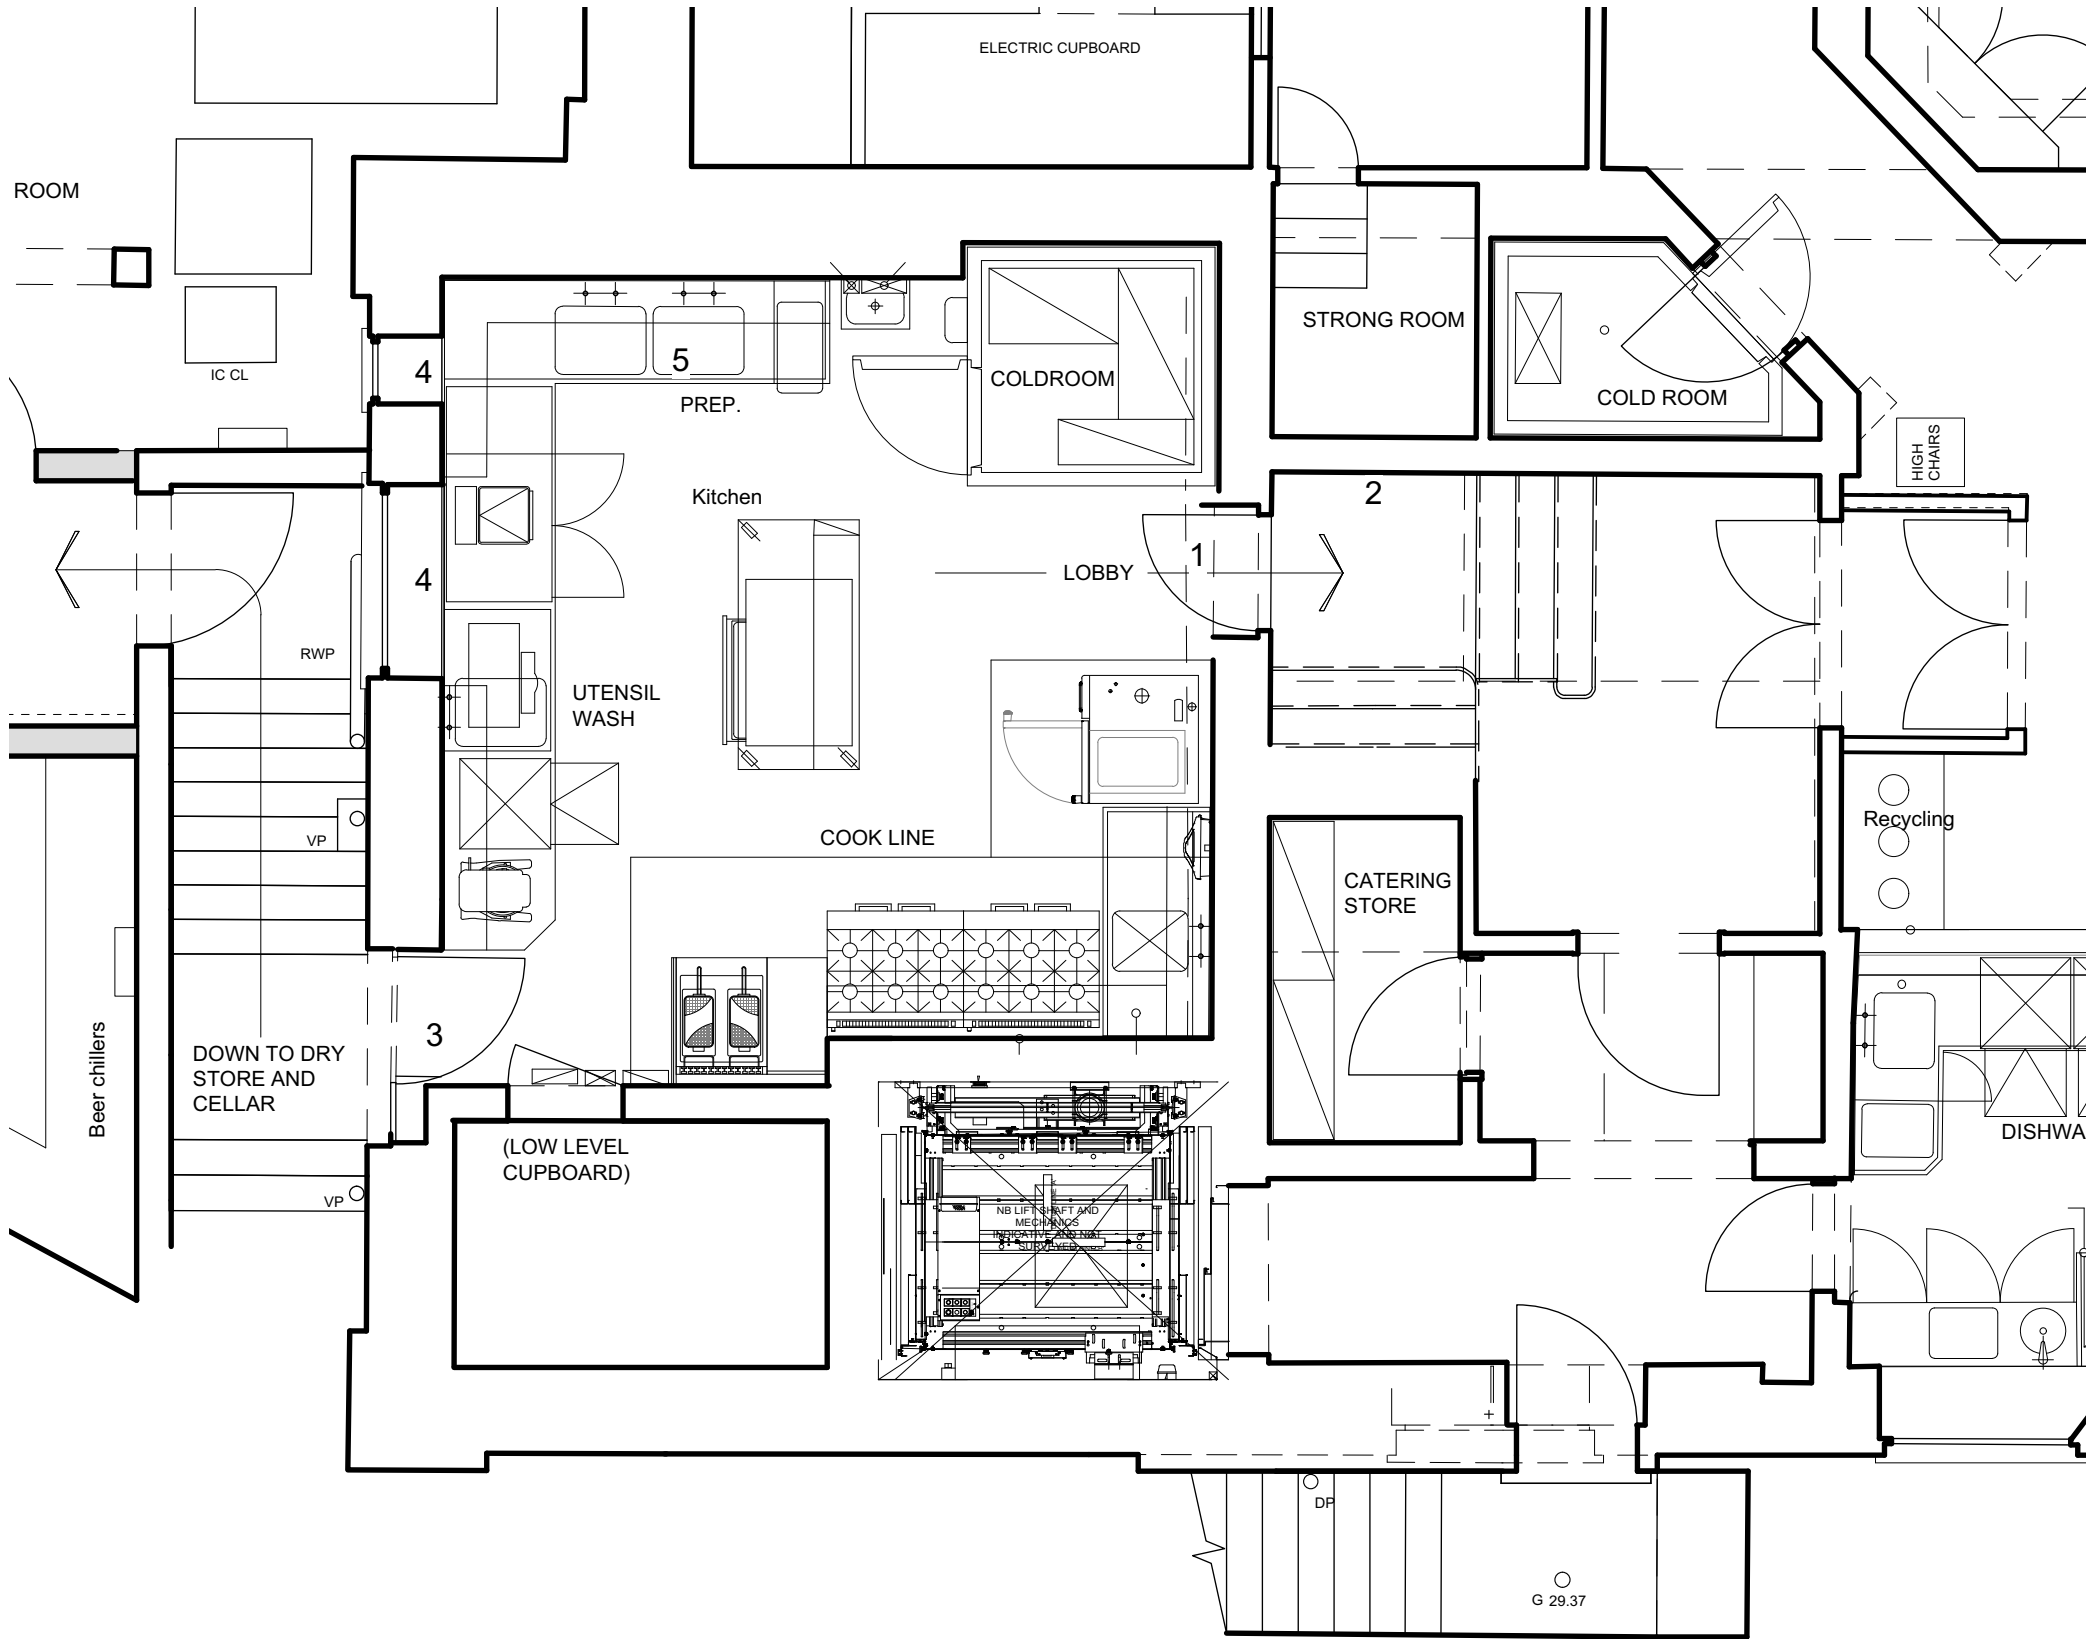 ELECTRIC CUPBOARD
ROOM
IC CL
STRONG ROOM
COLDROOM
COLD ROOM
4
5
PREP.
HIGH
CHAIRS
Kitchen
2
1
LOBBY
4
RWP
UTENSIL
WASH
VP
COOK LINE
Recycling
CATERING
STORE
3
DOWN TO DRY
STORE AND
CELLAR
Beer chillers
(LOW LEVEL
CUPBOARD)
DISHWA
VP
NB LIFT SHAFT AND
MECHANICS
INDICATIVE AND NOT
SURVEYED
DP
G 29.37